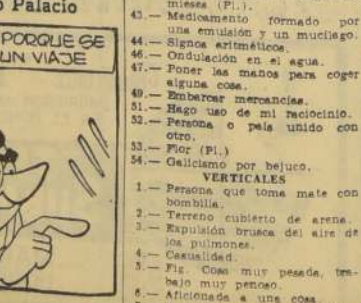 o Palacio
PORQUE SE
UN VIAJE
mieses (Pl.).
43.— Medicamento formado por
una emulsión y un mucílago.
44.— Signos aritméticos.
46.— Ondulación en el agua.
47.— Poner las manos para coger
alguna cosa.
49.— Embarcar mercancías.
51.— Hago uso de mi raciocinio.
52.— Persona o país unido con
otro.
53.— Flor (Pl.)
54.— Galicismo por bejuco.
VERTICALES
1.— Persona que toma mate con
bombilla.
2.— Terreno cubierto de arena.
3.— Expulsión brusca del aire de
los pulmones.
4.— Casualidad.
5.— Fig. Cosa muy pesada, tra-
bajo muy penoso.
6.— Aficionada a una cosa.